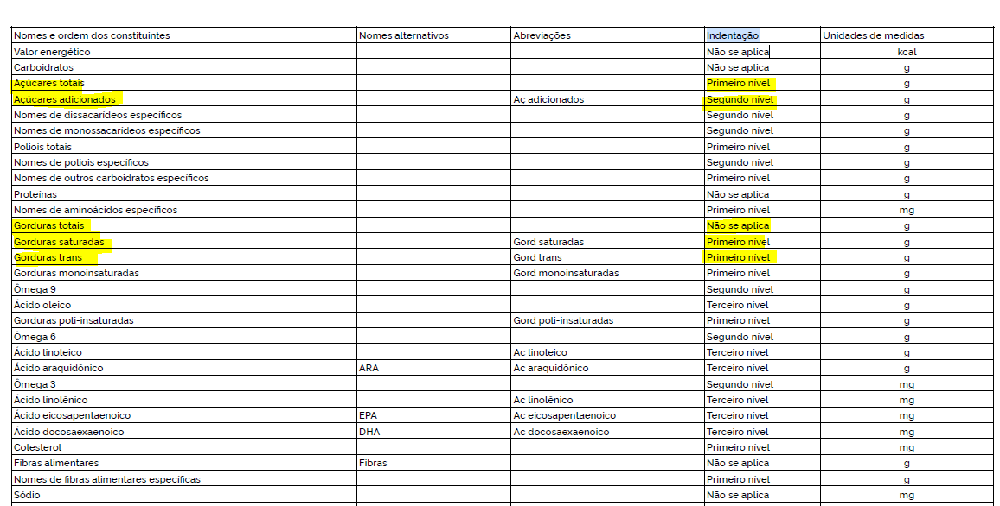 Nomes e ordem dos constituintes Nomes alternativos Abreviações Indentação Unidades de medidas
Valor energético Não se aplica kcal
Carboidratos Não se aplica g
Açúcares totais Primeiro nível g
Açúcares adicionados Aç adicionados Segundo nível g
Nomes de dissacarídeos específicos Segundo nível g
Nomes de monossacarídeos específicos Segundo nível g
Poliois totais Primeiro nível g
Nomes de poliois específicos Segundo nível g
Nomes de outros carboidratos específicos Primeiro nível g
Proteínas Não se aplica g
Nomes de aminoácidos específicos Primeiro nível mg
Gorduras totais Não se aplica g
Gorduras saturadas Gord saturadas Primeiro nível g
Gorduras trans Gord trans Primeiro nível g
Gorduras monoinsaturadas Gord monoinsaturadas Primeiro nível g
Ômega 9 Segundo nível g
Ácido oleico Terceiro nível g
Gorduras poli-insaturadas Gord poli-insaturadas Primeiro nível g
Ômega 6 Segundo nível g
Ácido linoleico Ac linoleico Terceiro nível g
Ácido araquidônico ARA Ac araquidônico Terceiro nível g
Ômega 3 Segundo nível mg
Ácido linolênico Ac linolênico Terceiro nível mg
Ácido eicosapentaenoico EPA Ac eicosapentaenoico Terceiro nível mg
Ácido docosaexaenoico DHA Ac docosaexaenoico Terceiro nível mg
Colesterol Primeiro nível mg
Fibras alimentares Fibras Não se aplica g
Nomes de fibras alimentares específicas Primeiro nível g
Sódio Não se aplica mg